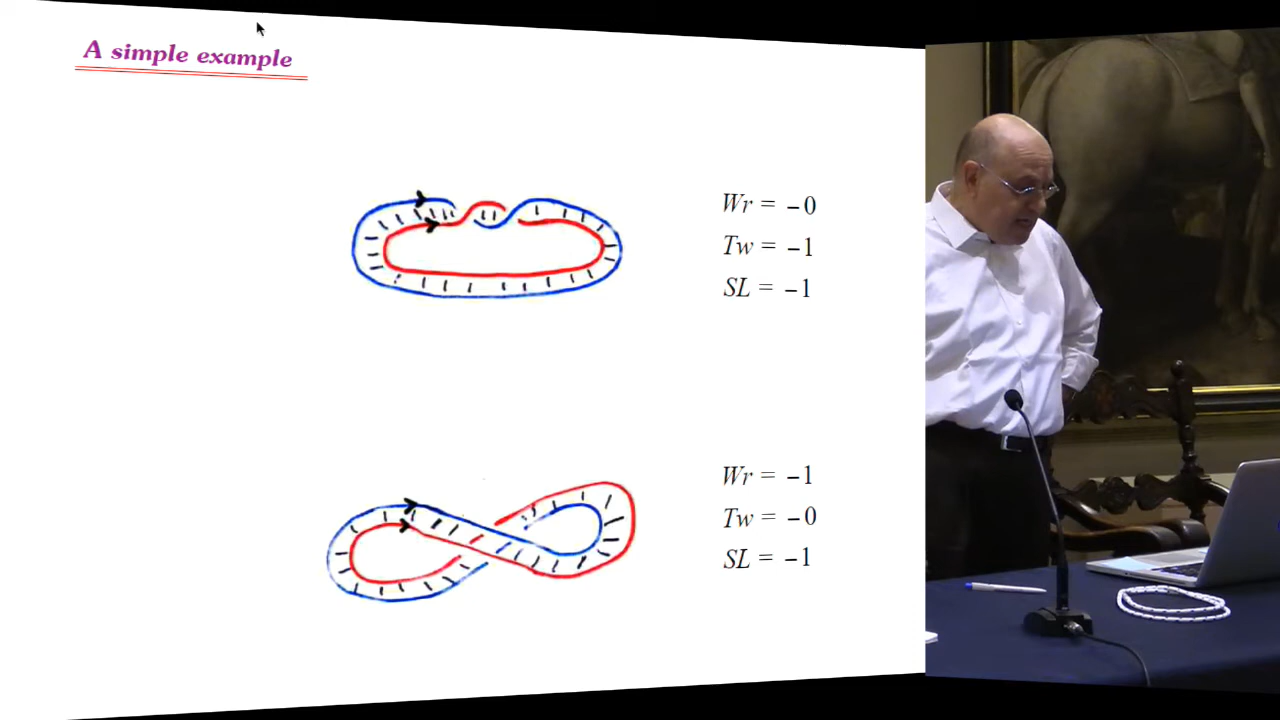 A simple example
Wr = −0
Tw = −1
SL = −1
Wr = −1
Tw = −0
SL = −1